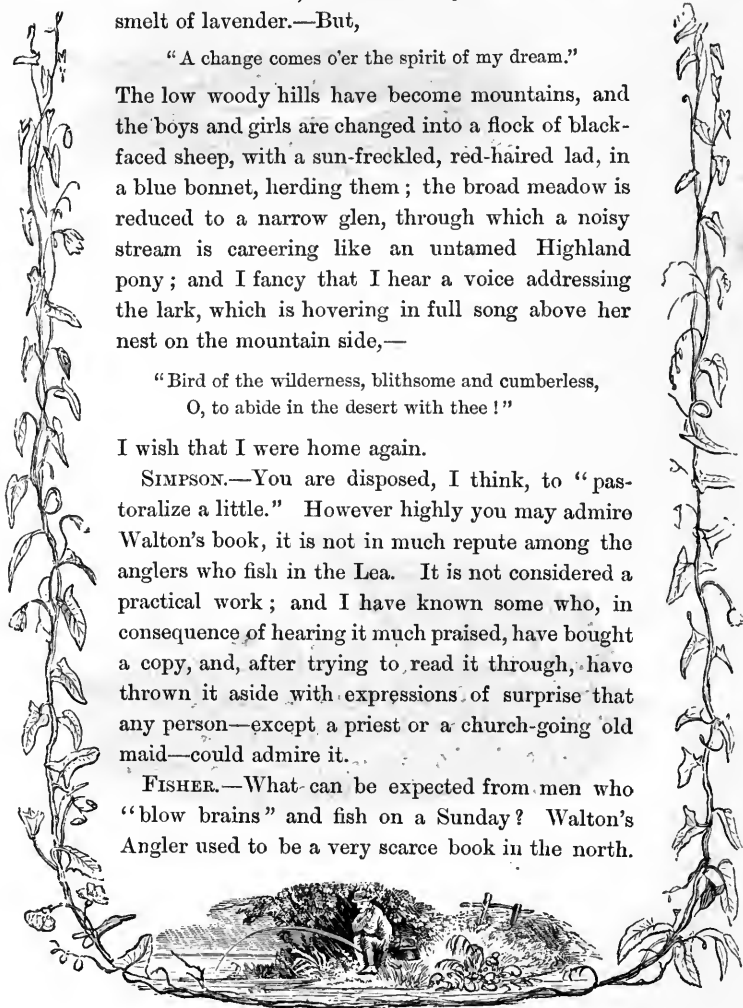 smelt of lavender.—But,
“A change comes o'er the spirit of my dream.”
The low woody hills have become mountains, and
the boys and girls are changed into a flock of black-
faced sheep, with a sun-freckled, red-haired lad, in
a blue bonnet, herding them; the broad meadow is
reduced to a narrow glen, through which a noisy
stream is careering like an untamed Highland
pony; and I fancy that I hear a voice addressing
the lark, which is hovering in full song above her
nest on the mountain side,—
“Bird of the wilderness, blithsome and cumberless,
O, to abide in the desert with thee!”
I wish that I were home again.
SIMPSON.—You are disposed, I think, to “pas-
toralize a little.” However highly you may admire
Walton's book, it is not in much repute among the
anglers who fish in the Lea. It is not considered a
practical work; and I have known some who, in
consequence of hearing it much praised, have bought
a copy, and, after trying to read it through, have
thrown it aside with expressions of surprise that
any person—except a priest or a church-going old
maid—could admire it.
FISHER.—What can be expected from men who
“blow brains” and fish on a Sunday? Walton's
Angler used to be a very scarce book in the north.